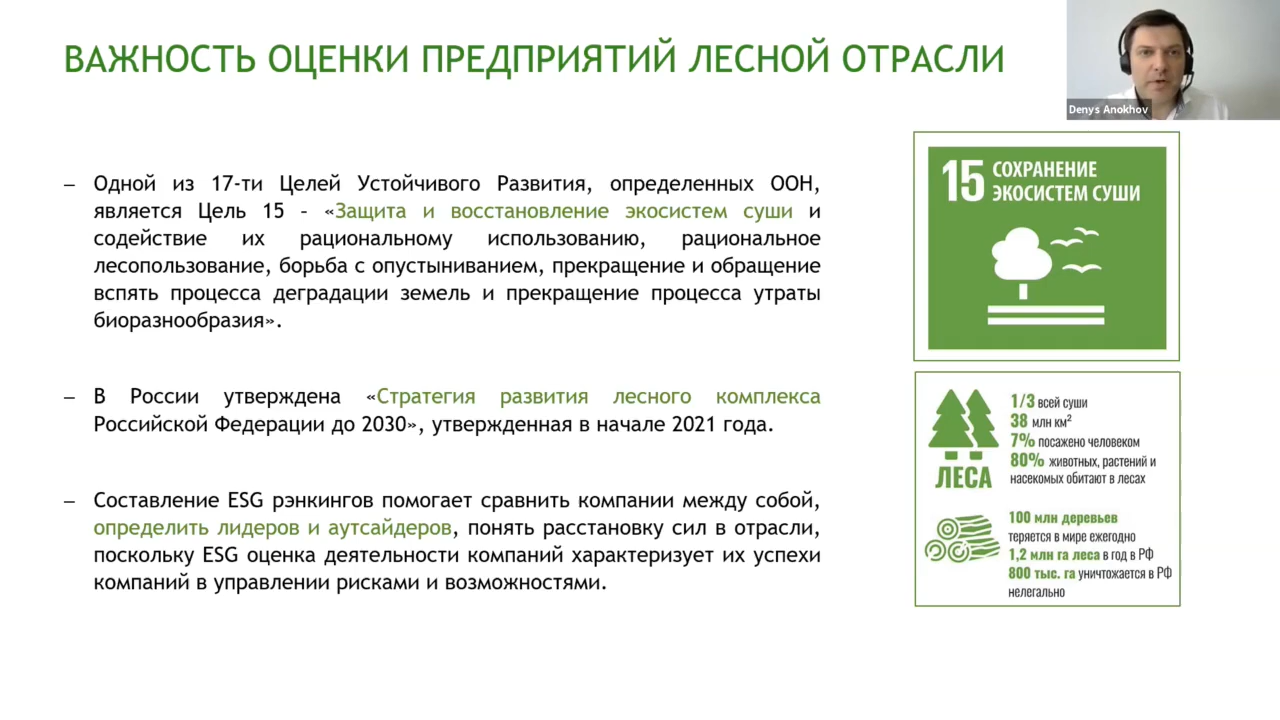 ВАЖНОСТЬ ОЦЕНКИ ПРЕДПРИЯТИЙ ЛЕСНОЙ ОТРАСЛИ
Denys Anokhov
– Одной из 17-ти Целей Устойчивого Развития, определенных ООН,
является Цель 15 – «Защита и восстановление экосистем суши и
содействие их рациональному использованию, рациональное
лесопользование, борьба с опустыниванием, прекращение и обращение
вспять процесса деградации земель и прекращение процесса утраты
биоразнообразия».
– В России утверждена «Стратегия развития лесного комплекса
Российской Федерации до 2030», утвержденная в начале 2021 года.
– Составление ESG рэнкингов помогает сравнить компании между собой,
определить лидеров и аутсайдеров, понять расстановку сил в отрасли,
поскольку ESG оценка деятельности компаний характеризует их успехи
компаний в управлении рисками и возможностями.
15 СОХРАНЕНИЕ
ЭКОСИСТЕМ СУШИ
ЛЕСА
1/3 всей суши
38 млн км²
7% посажено человеком
80% животных, растений и
насекомых обитают в лесах
100 млн деревьев
теряется в мире ежегодно
1,2 млн га леса в год в РФ
800 тыс. га уничтожается в РФ
нелегально